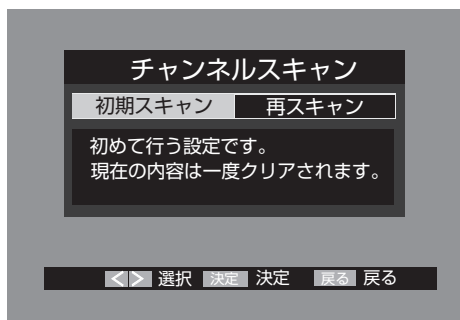 チャンネルスキャン
初期スキャン 再スキャン
初めて行う設定です。
現在の内容は一度クリアされます。
<> 選択 決定 決定 戻る 戻る